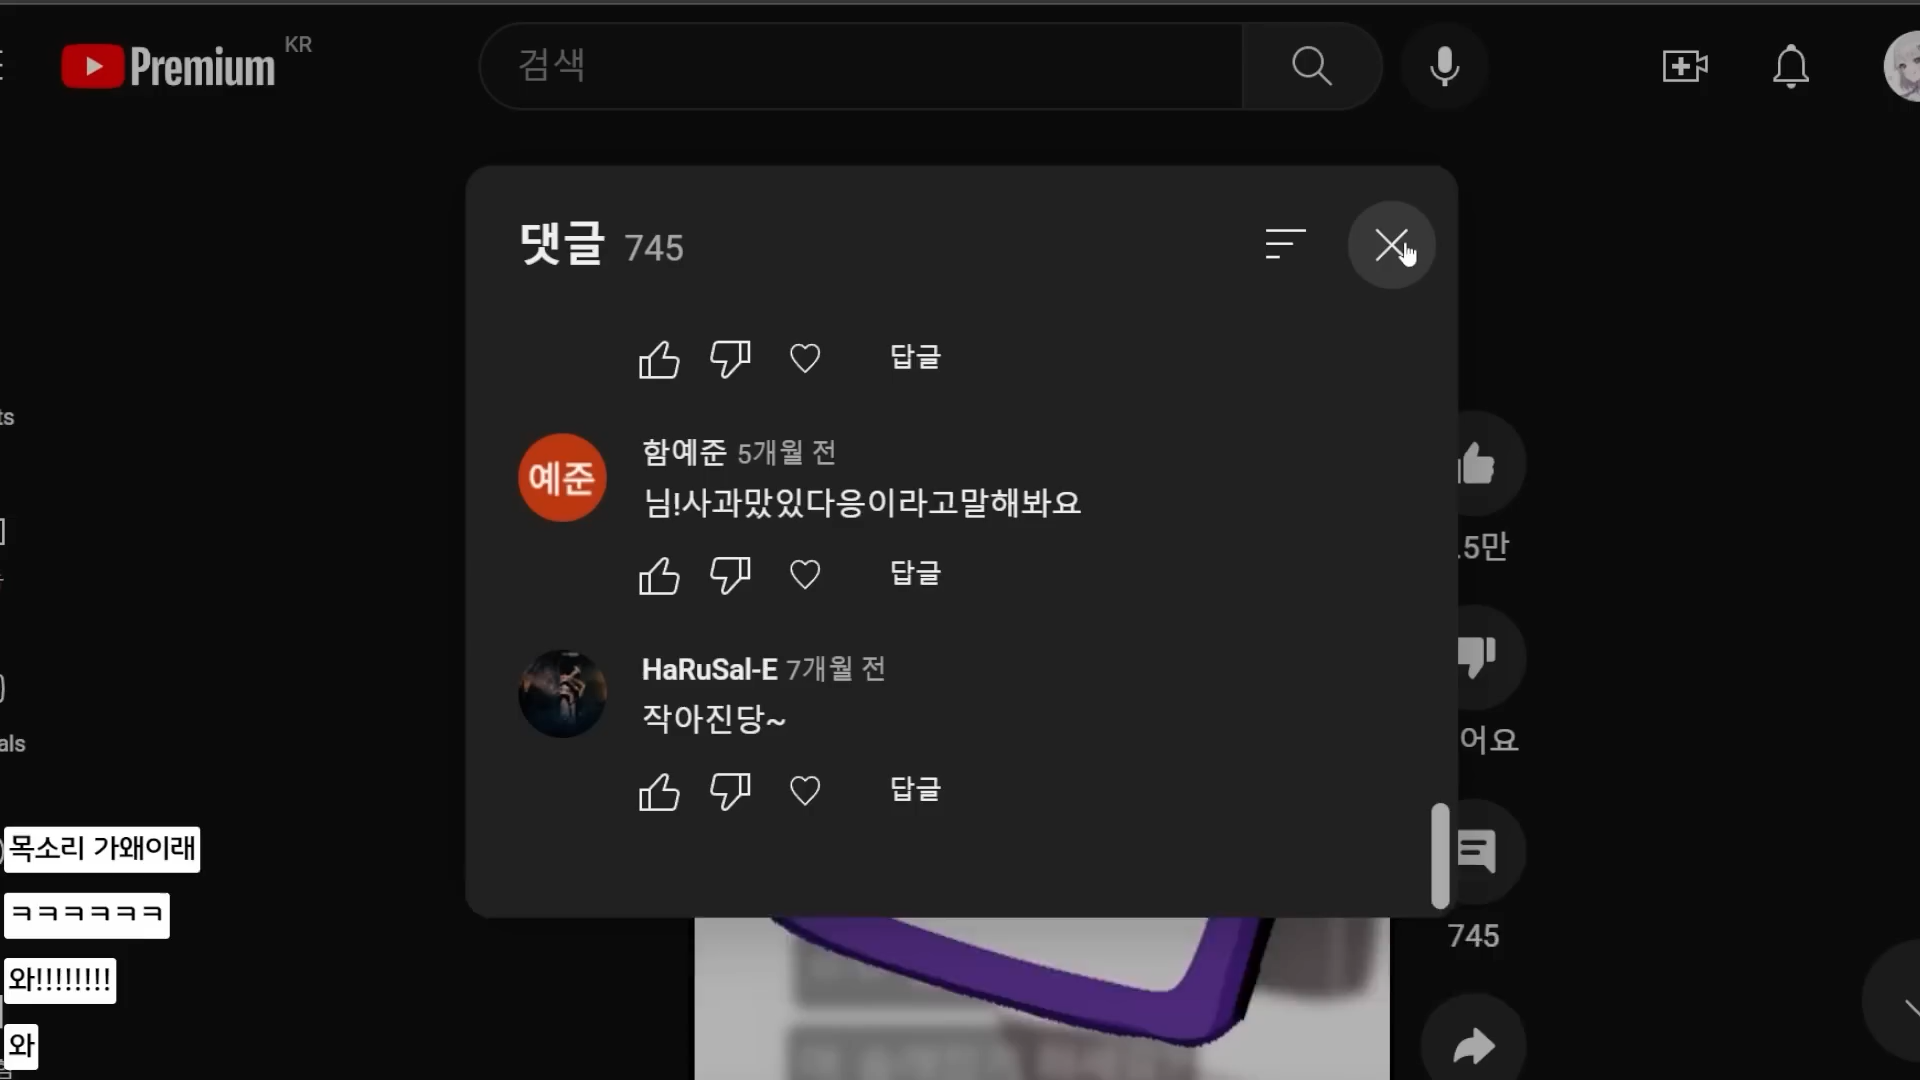 Premium KR
검색
댓글 745
답글
함예준 5개월 전
예준
님!사과맜있다응이라고말해봐요
답글
HaRuSal-E 7개월 전
작아진당~
답글
.5만
어요
745
ts
als
목소리 가왜이래
ㅋㅋㅋㅋㅋㅋ
와!!!!!!!!
와